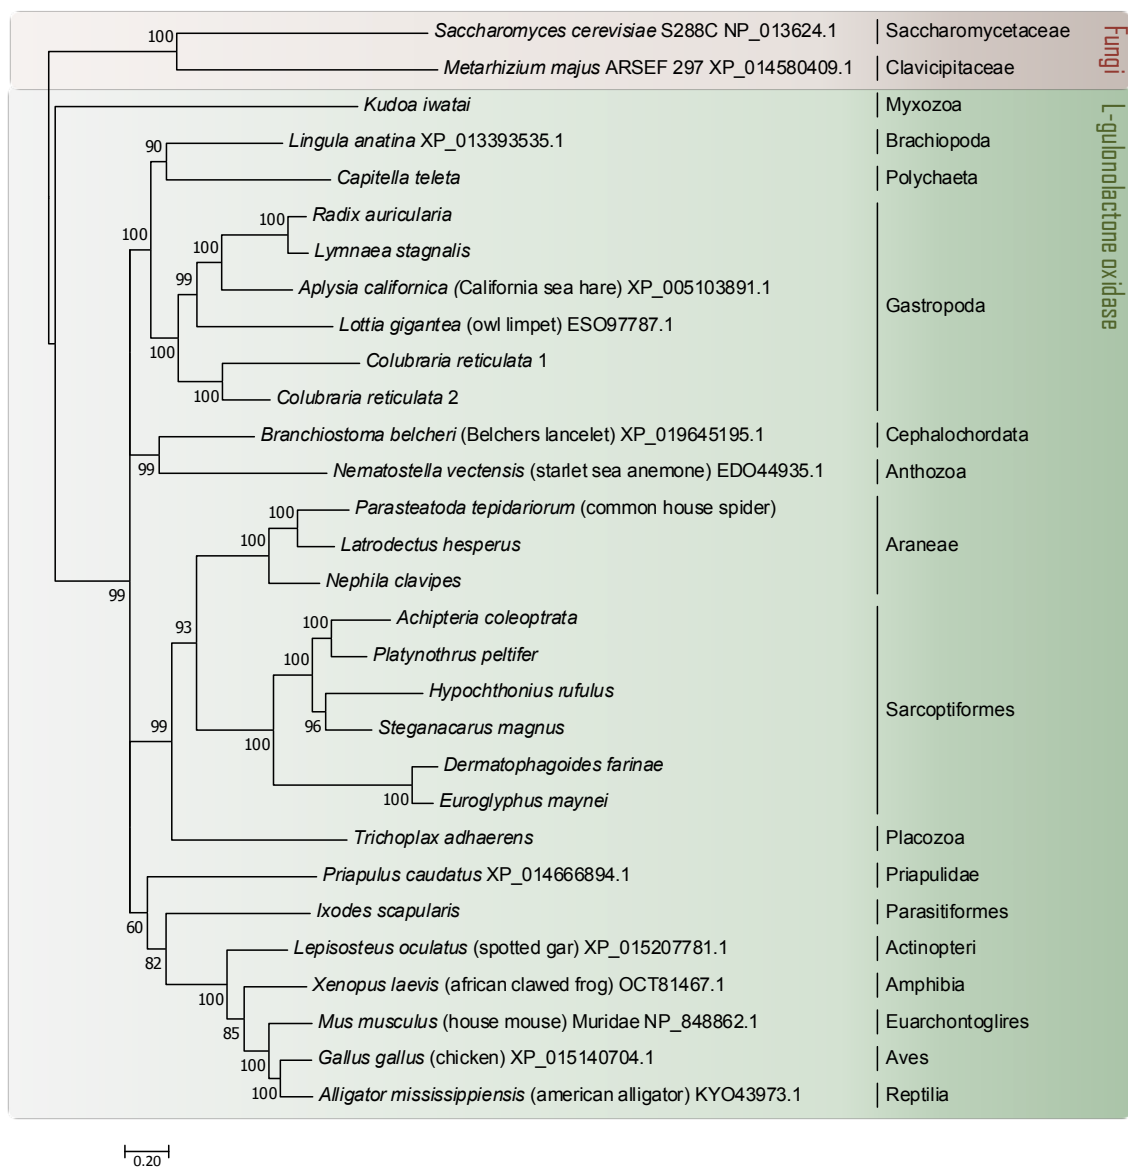 100
Saccharomyces cerevisiae S288C NP_013624.1
Saccharomycetaceae
Metarhizium majus ARSEF 297 XP_014580409.1
Clavicipitaceae
Fungi
Kudoa iwatai
Myxozoa
L-gulonolactone oxidase
90
Lingula anatina XP_013393535.1
Brachiopoda
Capitella teleta
Polychaeta
100
100
Radix auricularia
100
Lymnaea stagnalis
99
Aplysia californica (California sea hare) XP_005103891.1
Gastropoda
Lottia gigantea (owl limpet) ESO97787.1
100
Colubraria reticulata 1
100
Colubraria reticulata 2
Branchiostoma belcheri (Belchers lancelet) XP_019645195.1
Cephalochordata
99
Nematostella vectensis (starlet sea anemone) EDO44935.1
Anthozoa
100
Parasteatoda tepidariorum (common house spider)
100
Latrodectus hesperus
Araneae
Nephila clavipes
99
93
100
Achipteria coleoptrata
100
Platynothrus peltifer
Hypochthonius rufulus
96
Steganacarus magnus
Sarcoptiformes
99
100
Dermatophagoides farinae
100
Euroglyphus maynei
Trichoplax adhaerens
Placozoa
Priapulus caudatus XP_014666894.1
Priapulidae
60
Ixodes scapularis
Parasitiformes
82
Lepisosteus oculatus (spotted gar) XP_015207781.1
Actinopteri
100
Xenopus laevis (african clawed frog) OCT81467.1
Amphibia
85
Mus musculus (house mouse) Muridae NP_848862.1
Euarchontoglires
100
Gallus gallus (chicken) XP_015140704.1
Aves
100
Alligator mississippiensis (american alligator) KYO43973.1
Reptilia
0.20